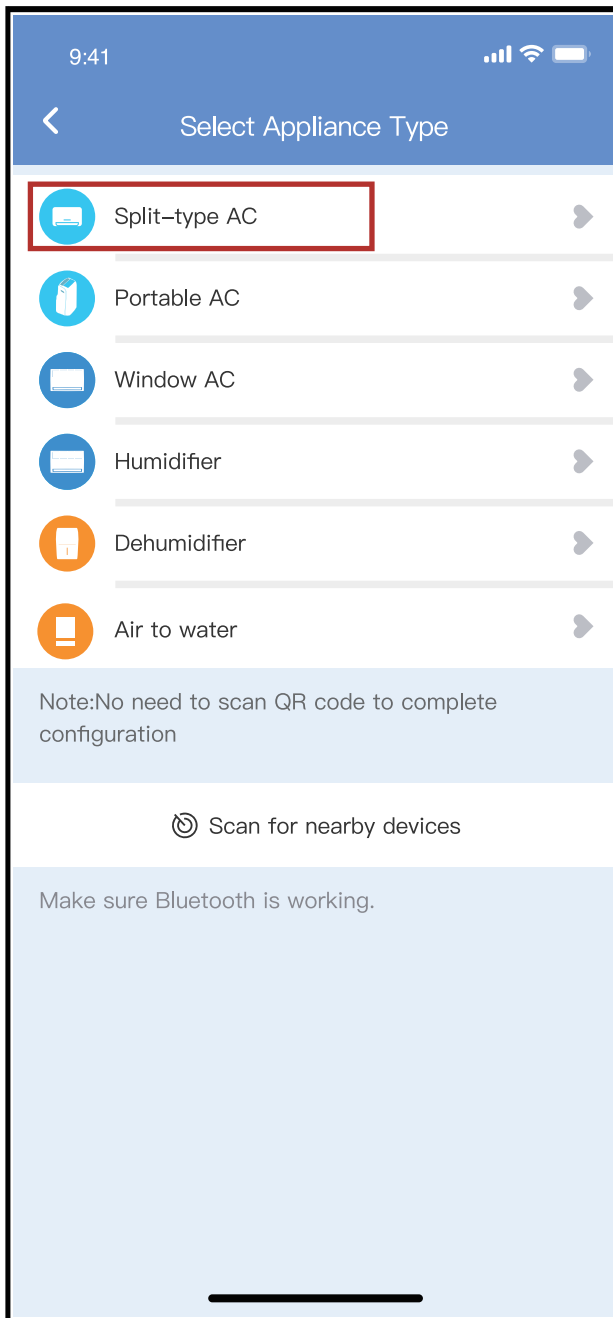 9:41
Select Appliance Type
Split-type AC
Portable AC
Window AC
Humidifier
Dehumidifier
Air to water
Note:No need to scan QR code to complete
configuration
Scan for nearby devices
Make sure Bluetooth is working.